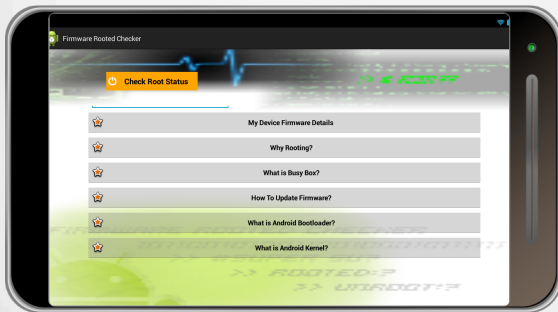 Firmware Rooted Checker
Check Root Status
My Device Firmware Details
Why Rooting?
What is Busy Box?
How To Update Firmware?
What is Android Bootloader?
What is Android Kernel?
>> ROOTED:?
>> UNROOT:?